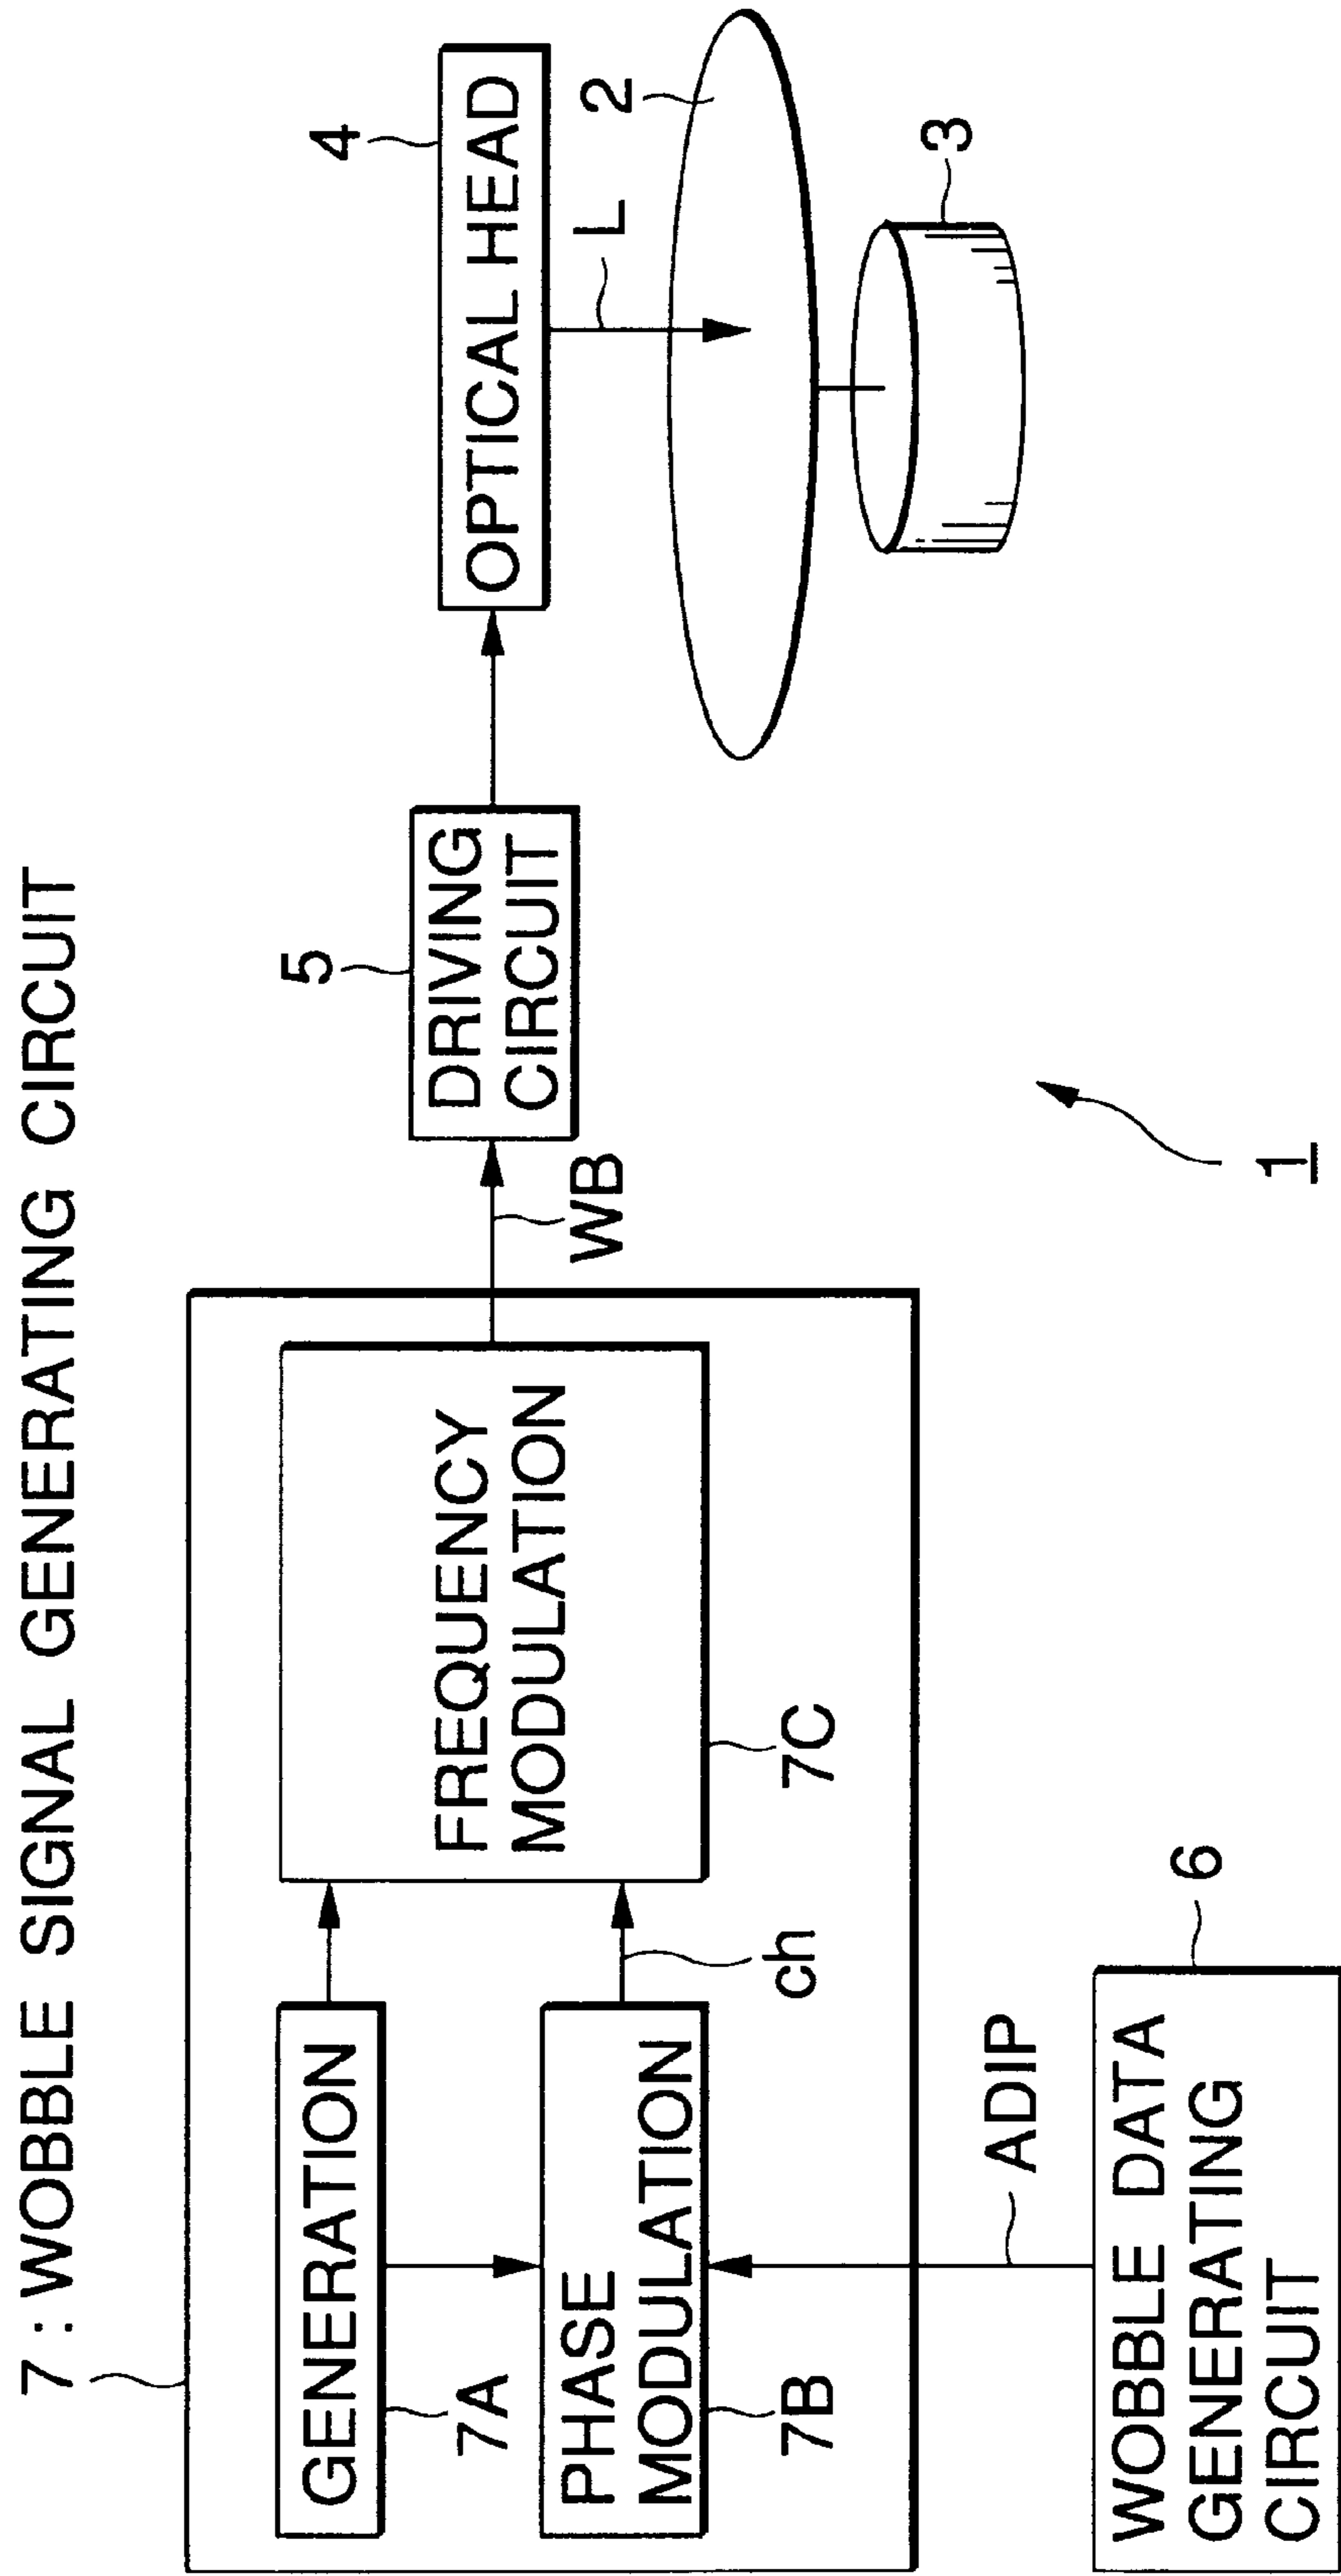 7 : WOBBLE SIGNAL GENERATING CIRCUIT
GENERATION
7A
PHASE
MODULATION
7B
ch
FREQUENCY
MODULATION
7C
WB
5
DRIVING
CIRCUIT
4
OPTICAL HEAD
L
2
3
ADIP
6
WOBBLE DATA
GENERATING
CIRCUIT
1